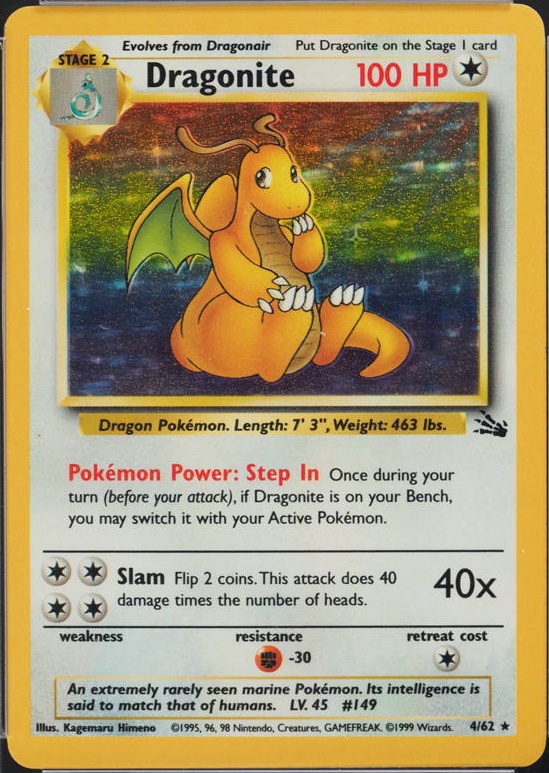 Evolves from Dragonair Put Dragonite on the Stage 1 card
STAGE 2
Dragonite 100 HP
Dragon Pokémon. Length: 7' 3", Weight: 463 lbs.
Pokémon Power: Step In Once during your
turn (before your attack), if Dragonite is on your Bench,
you may switch it with your Active Pokémon.
Slam Flip 2 coins. This attack does 40
damage times the number of heads.
40x
weakness resistance retreat cost
-30
An extremely rarely seen marine Pokémon. Its intelligence is
said to match that of humans. LV. 45 #149
Illus. Kagemaru Himeno ©1995, 96, 98 Nintendo, Creatures, GAMEFREAK. ©1999 Wizards. 4/62 ★